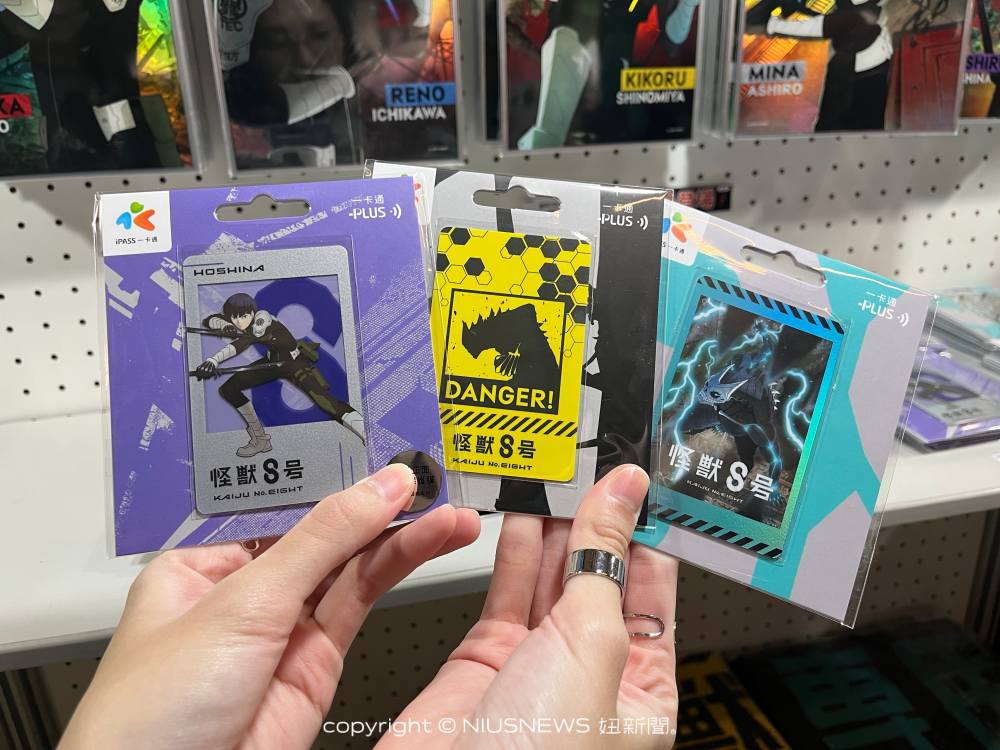 RENO
ICHIKAWA
KIKORU
SHINOMIYA
MINA
ASHIRO
iPASS 一卡通
一卡通
-PLUS
HOSHINA
8
怪獣8号
KAIJU No. EIGHT
一卡通
-PLUS
DANGER!
怪獣8号
KAIJU No. EIGHT
一卡通
-PLUS
怪獣8号
KAIJU No. EIGHT
copyright © NIUSNEWS 妞新聞。